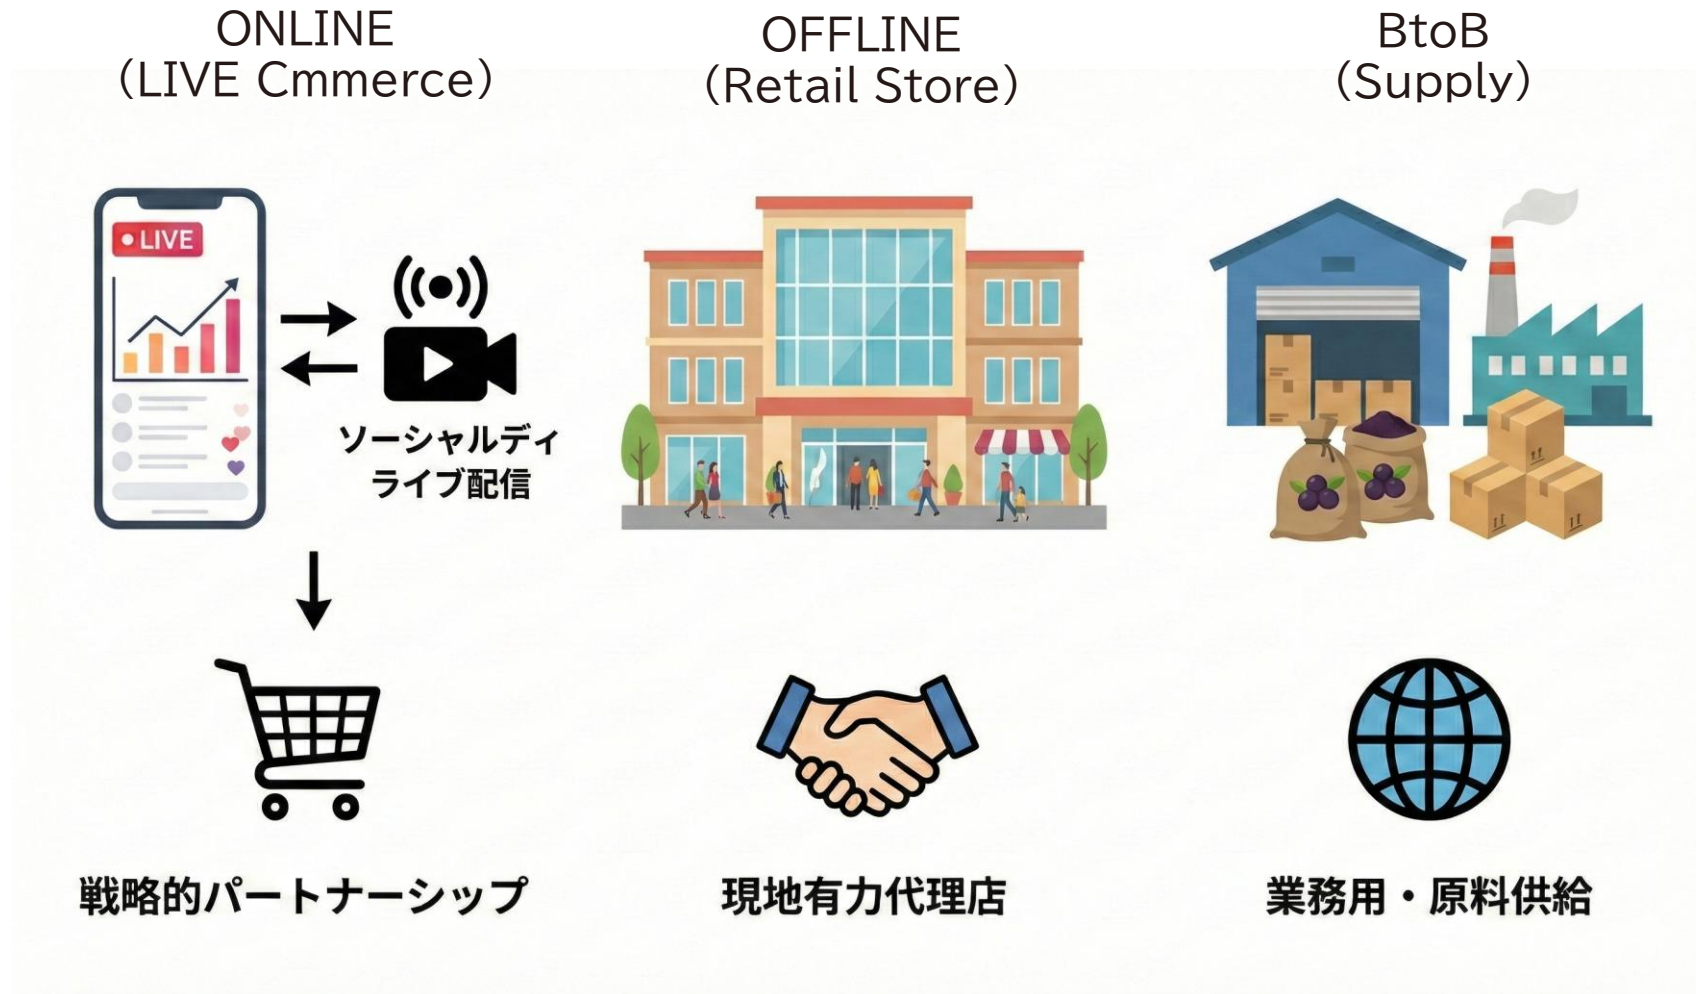 ONLINE
（LIVE Cmmerce）
OFFLINE
（Retail Store）
BtoB
（Supply）
LIVE
ソーシャルディ
ライブ配信
戦略的パートナーシップ
現地有力代理店
業務用・原料供給